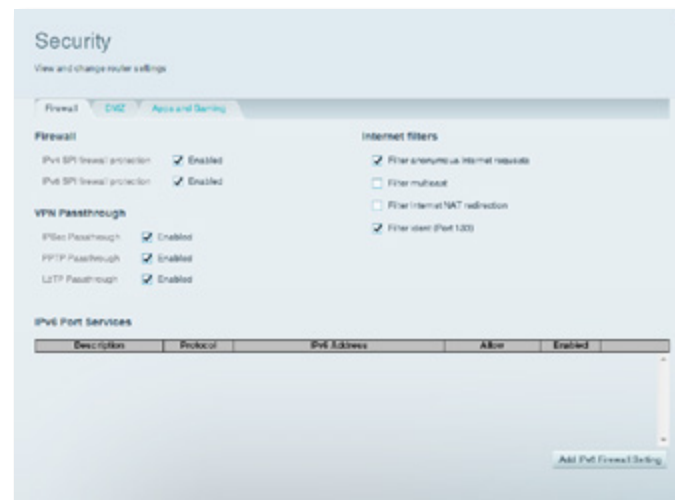 Security
View and change router settings
Firewall DMZ Apps and Gaming
Firewall
IPv4 SPI firewall protection Enabled
IPv6 SPI firewall protection Enabled
VPN Passthrough
IPSec Passthrough Enabled
PPTP Passthrough Enabled
L2TP Passthrough Enabled
Internet filters
Filter anonymous Internet requests
Filter multicast
Filter Internet NAT redirection
Filter ident (Port
IPv6 Port Services
Description Protocol IPv6 Address Allow Enabled
Add IPv6 Firewall Setting